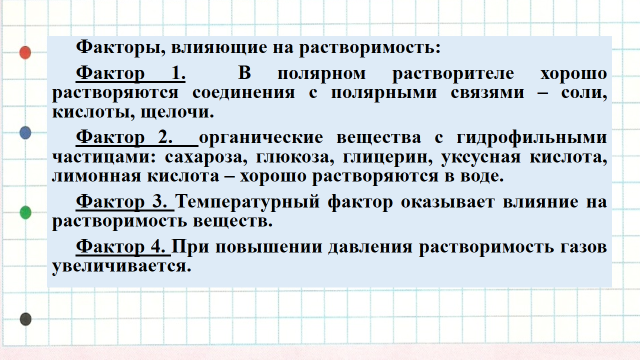 Факторы, влияющие на растворимость:
Фактор 1. В полярном растворителе хорошо
растворяются соединения с полярными связями – соли,
кислоты, щелочи.
Фактор 2. органические вещества с гидрофильными
частицами: сахароза, глюкоза, глицерин, уксусная кислота,
лимонная кислота – хорошо растворяются в воде.
Фактор 3. Температурный фактор оказывает влияние на
растворимость веществ.
Фактор 4. При повышении давления растворимость газов
увеличивается.